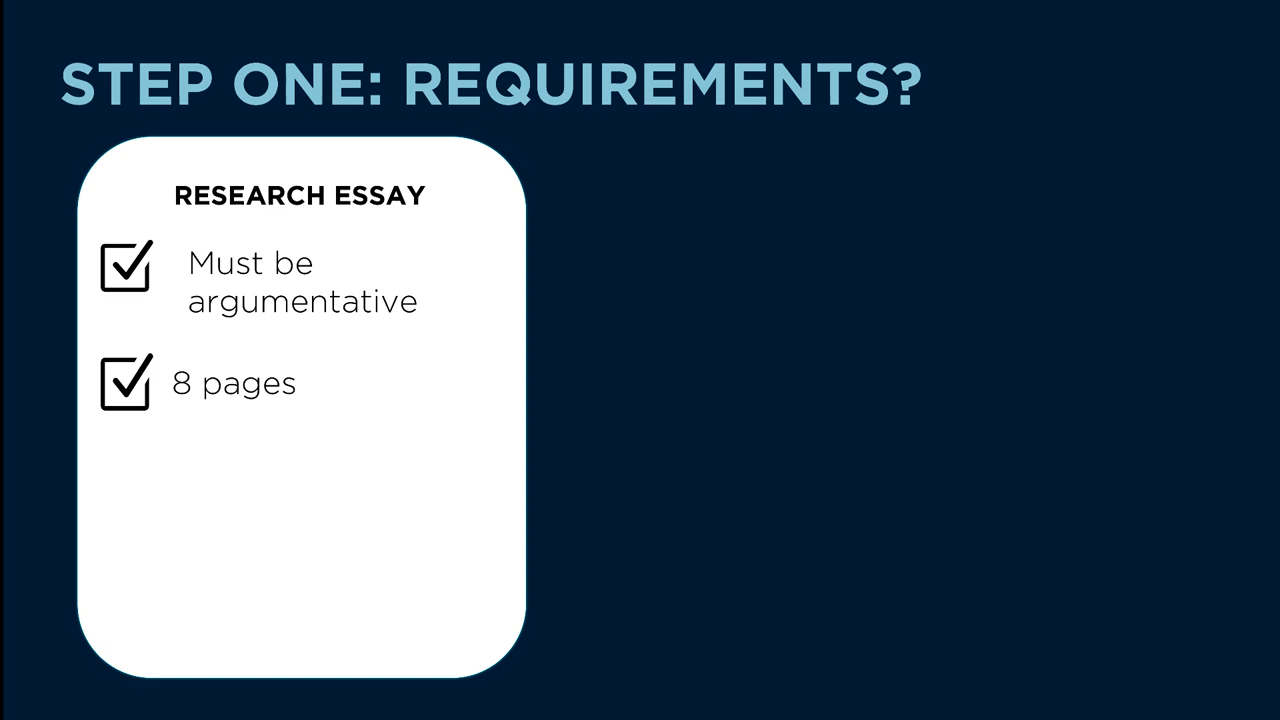 STEP ONE: REQUIREMENTS?
RESEARCH ESSAY
Must be
argumentative
8 pages